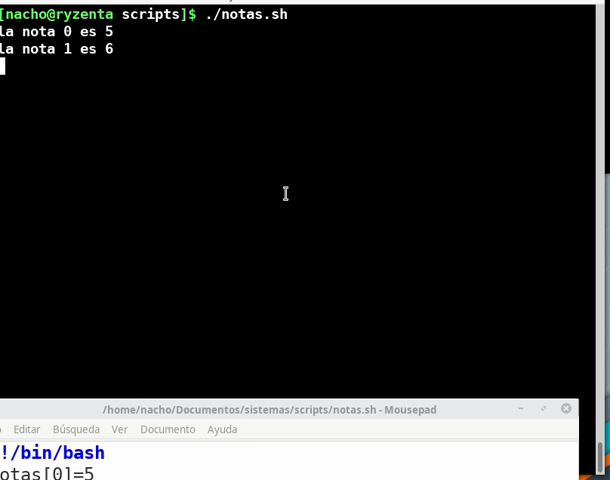 [nacho@ryzenta scripts]$ ./notas.sh
la nota 0 es 5
la nota 1 es 6
/home/nacho/Documentos/sistemas/scripts/notas.sh - Mousepad
Editar Búsqueda Ver Documento Ayuda
!/bin/bash
otas[0]=5